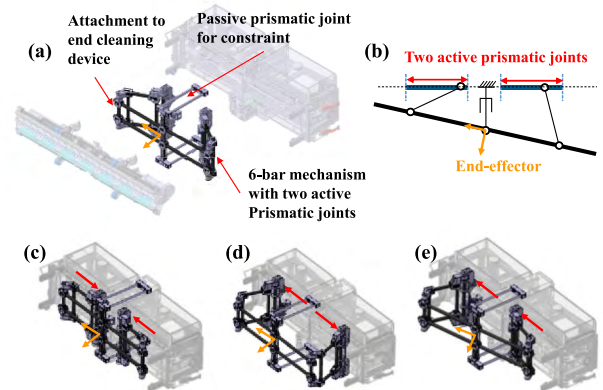 Attachment to
end cleaning
device
Passive prismatic joint
for constraint
(a)
6-bar mechanism
with two active
Prismatic joints
(b)
Two active prismatic joints
End-effector
(c)
(d)
(e)